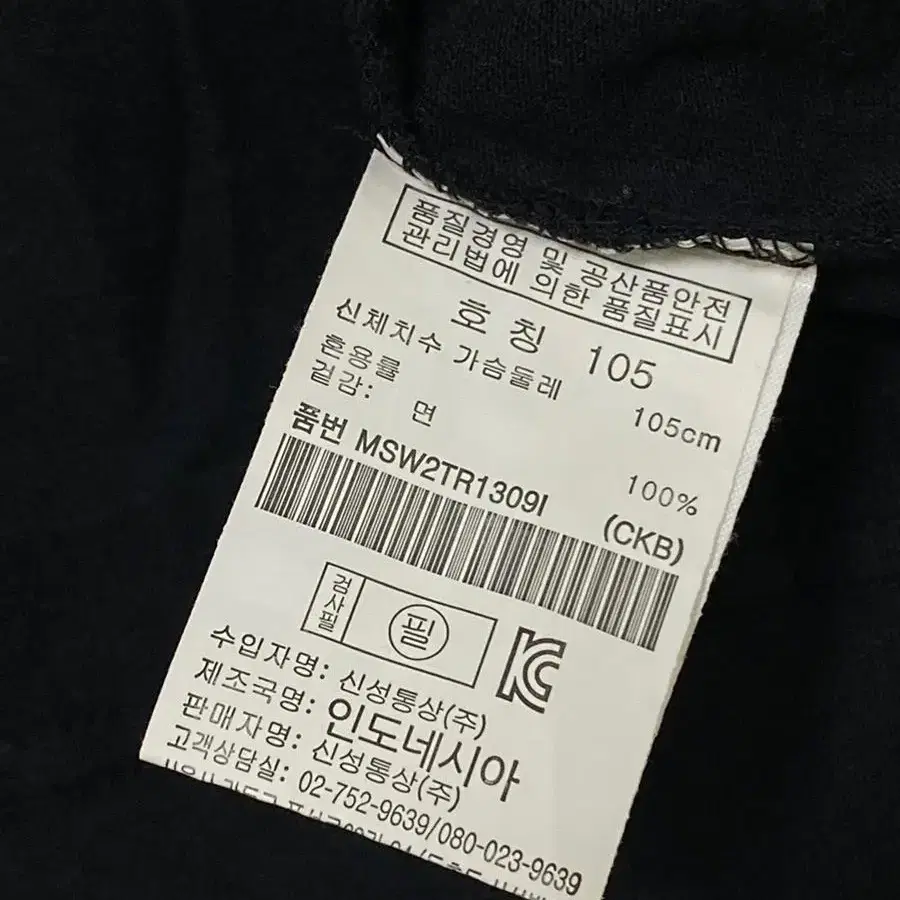 품질경영 및 공산품안전
관리법에 의한 품질표시
호 칭 105
신체치수 가슴둘레 105cm
혼용률
겉감: 면 100%
품번 MSW2TR1309I (CKB)
검사필 필
수입자명: 신성통상(주)
제조국명: 인도네시아
판매자명: 신성통상(주)
고객상담실: 02-752-9639/080-023-9639